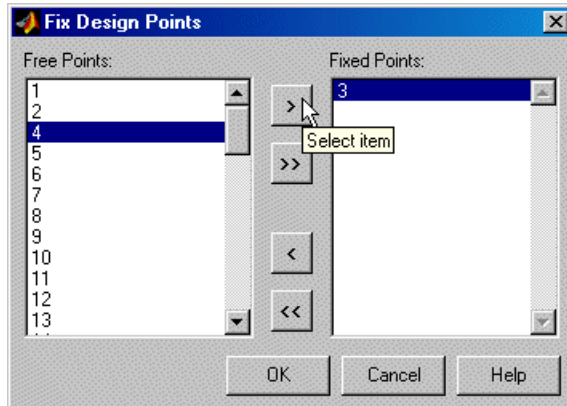 Fix Design Points
Free Points:
1
2
4
5
6
7
8
9
10
11
12
13
>
>>
<
<<
Select item
Fixed Points:
3
OK
Cancel
Help